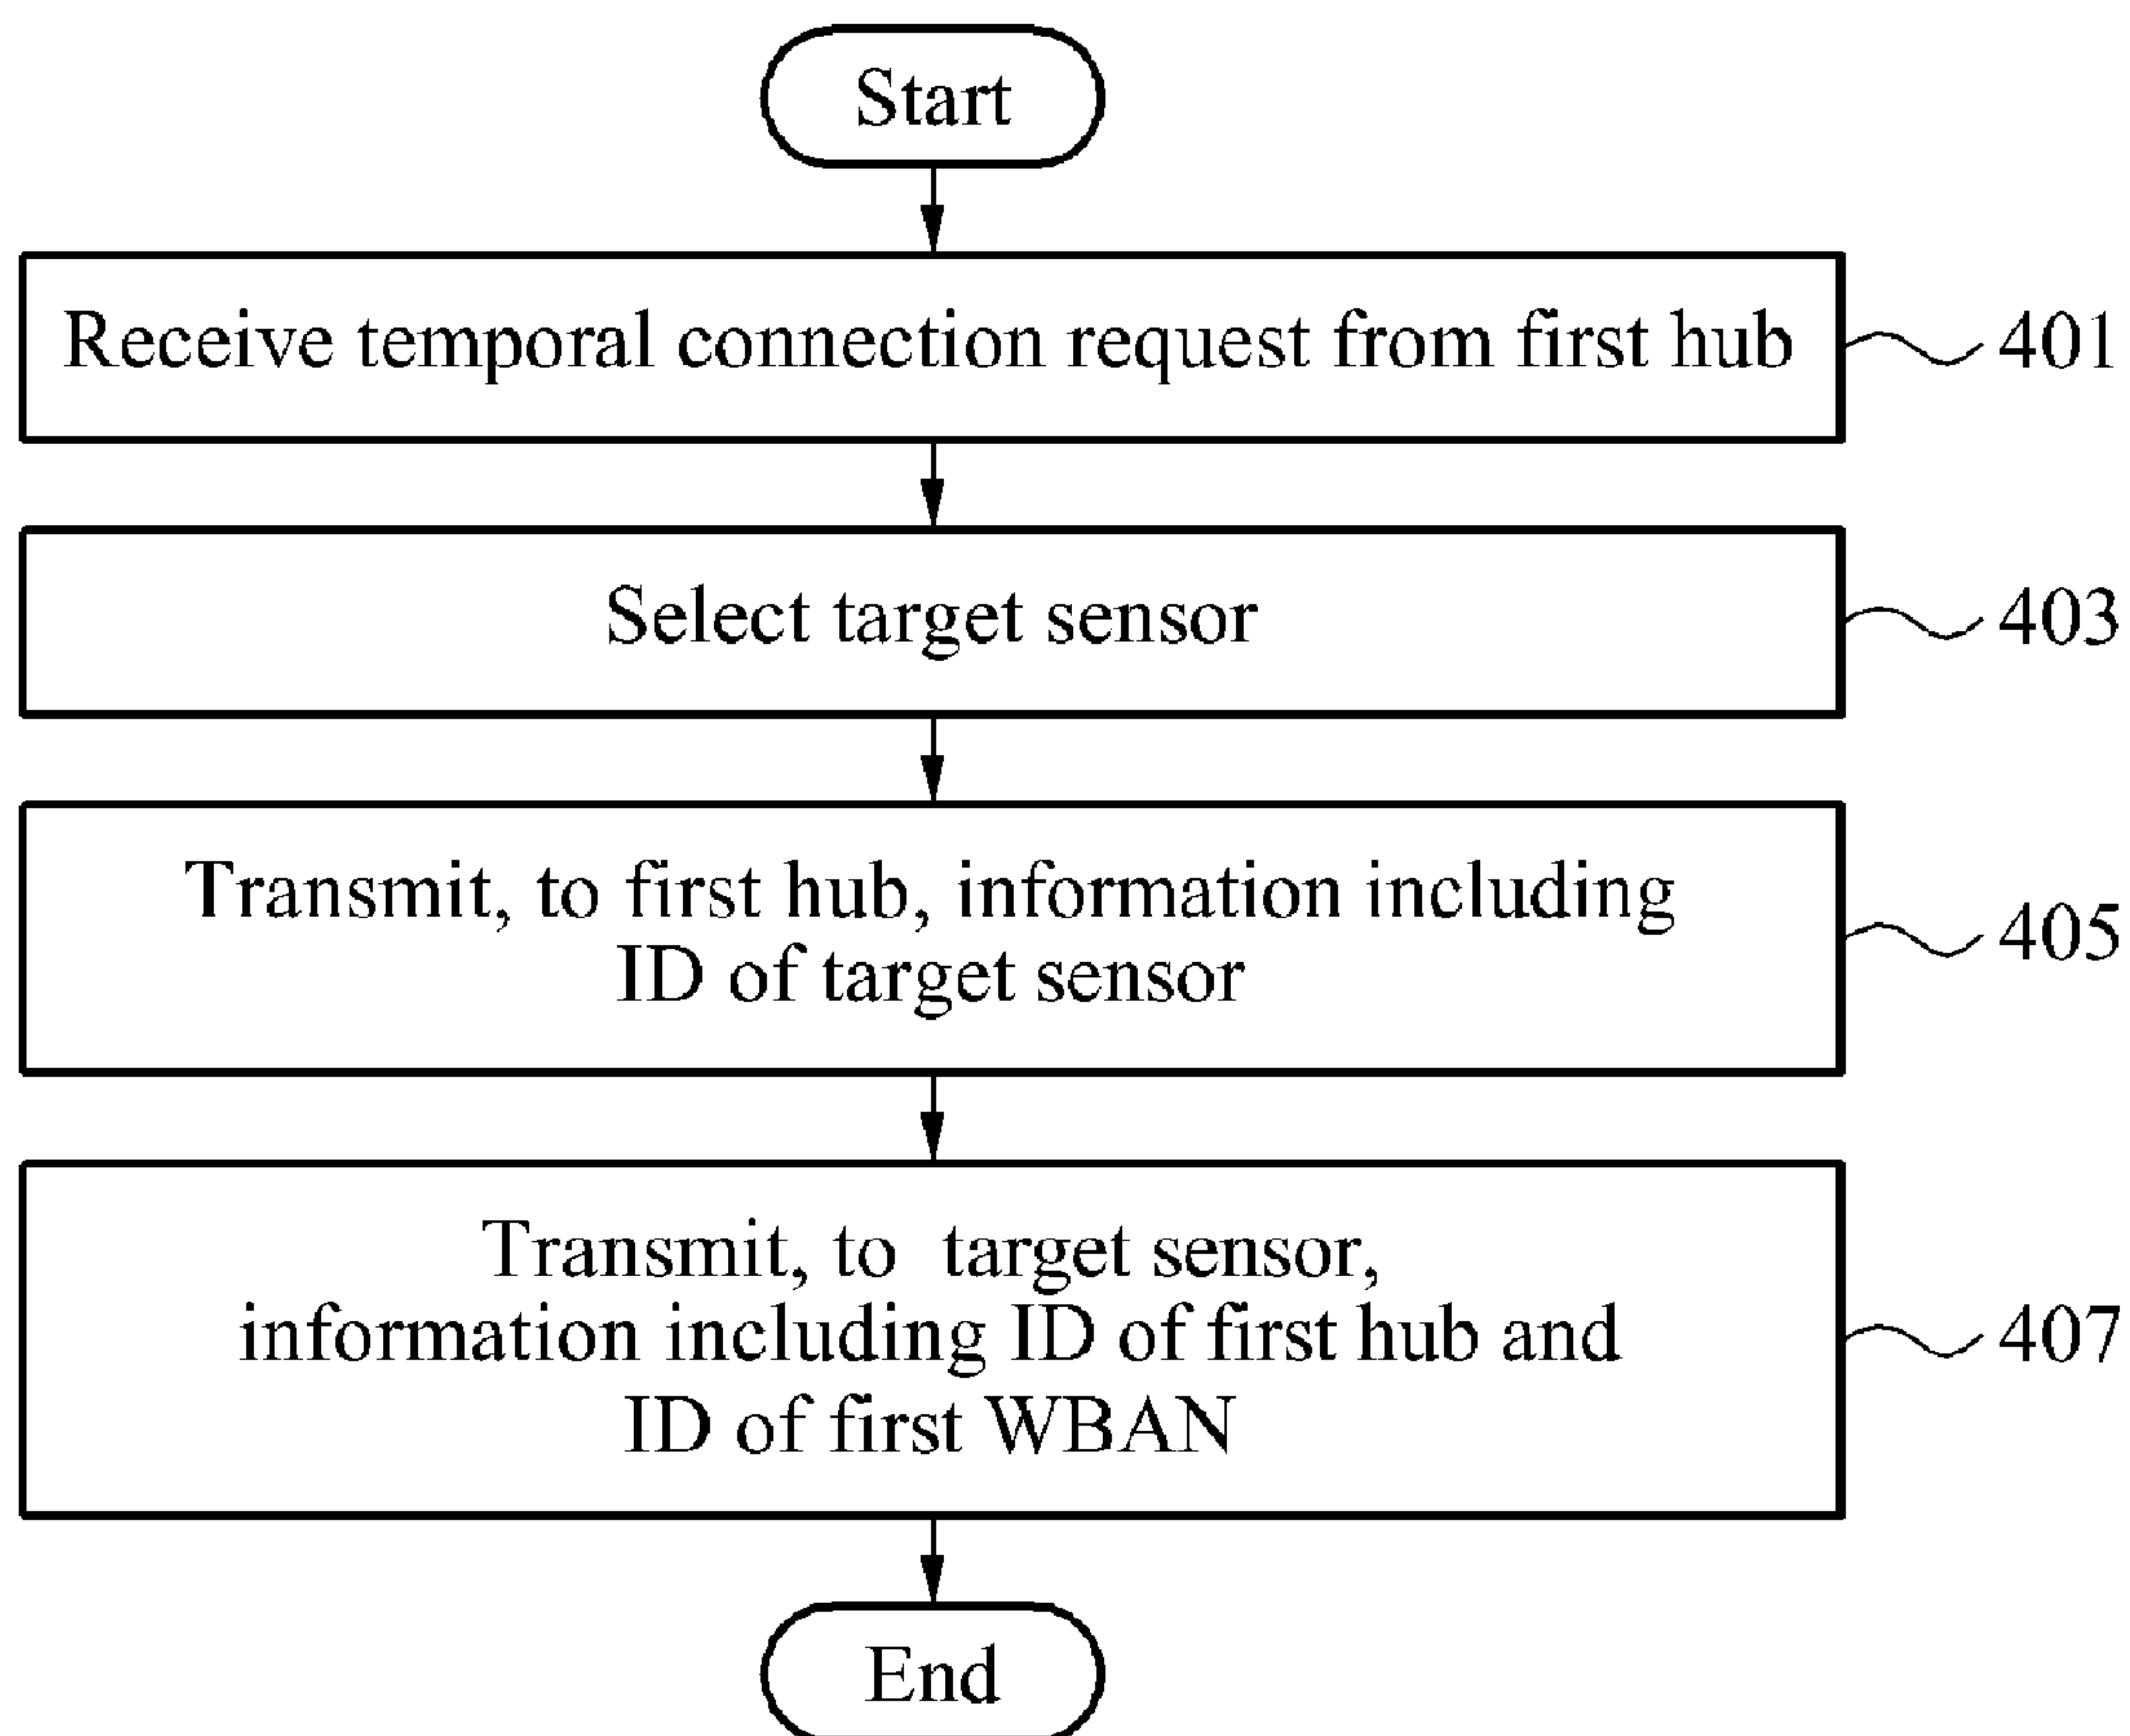 Start
Receive temporal connection request from first hub
401
Select target sensor
403
Transmit, to first hub, information including
ID of target sensor
405
Transmit, to target sensor,
information including ID of first hub and
ID of first WBAN
407
End